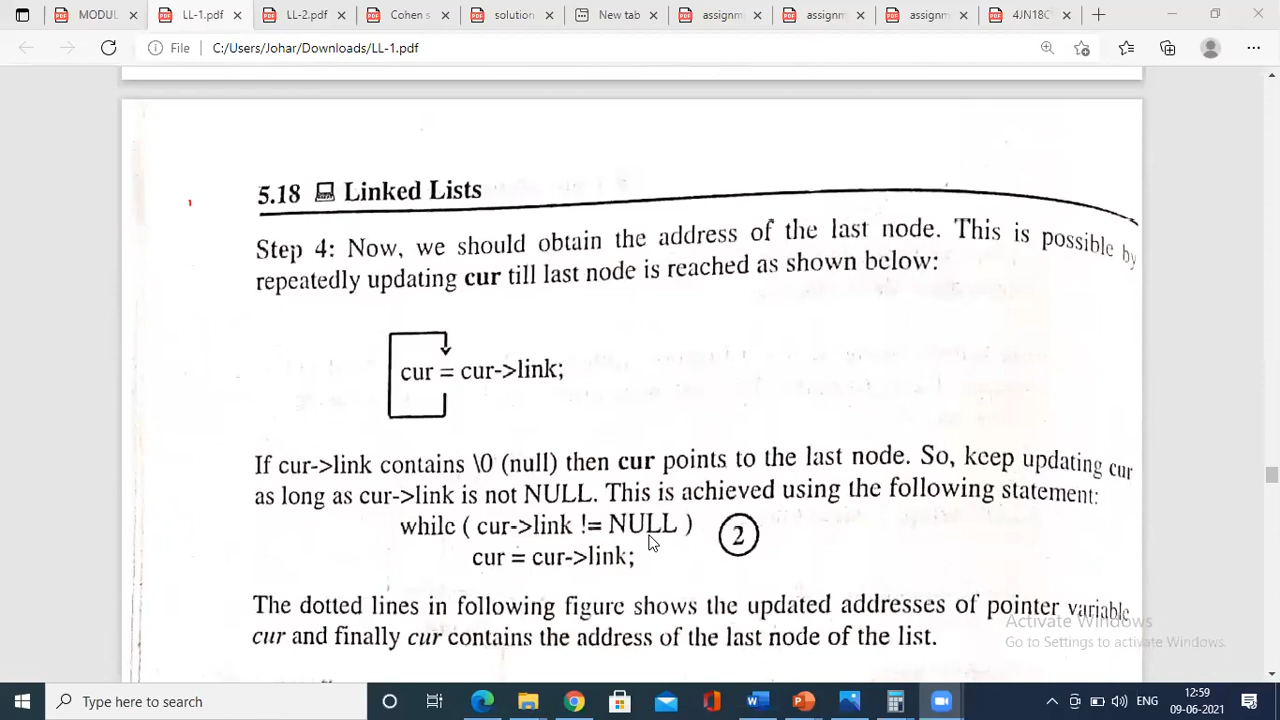 MODUL
LL-1.pdf
LL-2.pdf
Cohen s
solution
New tab
assignm
assignm
assignm
4JN18C
File
C:/Users/Johar/Downloads/LL-1.pdf
5.18 Linked Lists
Step 4: Now, we should obtain the address of the last node. This is possible by
repeatedly updating cur till last node is reached as shown below:
cur = cur->link;
If cur->link contains \0 (null) then cur points to the last node. So, keep updating cur
as long as cur->link is not NULL. This is achieved using the following statement:
while ( cur->link != NULL )
2
cur = cur->link;
The dotted lines in following figure shows the updated addresses of pointer variable
cur and finally cur contains the address of the last node of the list.
Activate Windows
Go to Settings to activate Windows.
Type here to search
ENG
12:59
09-06-2021